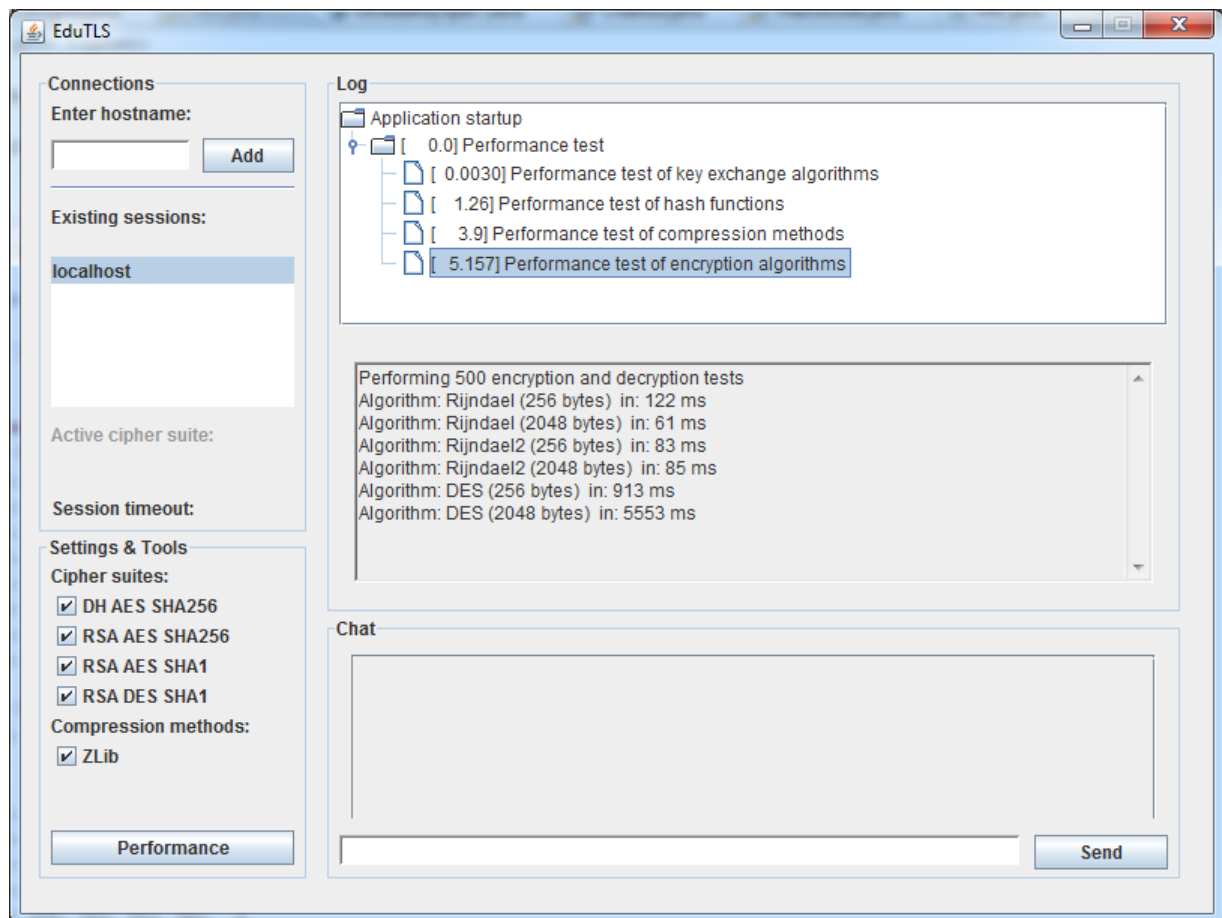 EduTLS
Connections
Enter hostname:
Add
Existing sessions:
localhost
Active cipher suite:
Session timeout:
Settings & Tools
Cipher suites:
DH AES SHA256
RSA AES SHA256
RSA AES SHA1
RSA DES SHA1
Compression methods:
ZLib
Performance
Log
Application startup
[ 0.0] Performance test
[ 0.0030] Performance test of key exchange algorithms
[ 1.26] Performance test of hash functions
[ 3.9] Performance test of compression methods
[ 5.157] Performance test of encryption algorithms
Performing 500 encryption and decryption tests
Algorithm: Rijndael (256 bytes) in: 122 ms
Algorithm: Rijndael (2048 bytes) in: 61 ms
Algorithm: Rijndael2 (256 bytes) in: 83 ms
Algorithm: Rijndael2 (2048 bytes) in: 85 ms
Algorithm: DES (256 bytes) in: 913 ms
Algorithm: DES (2048 bytes) in: 5553 ms
Chat
Send